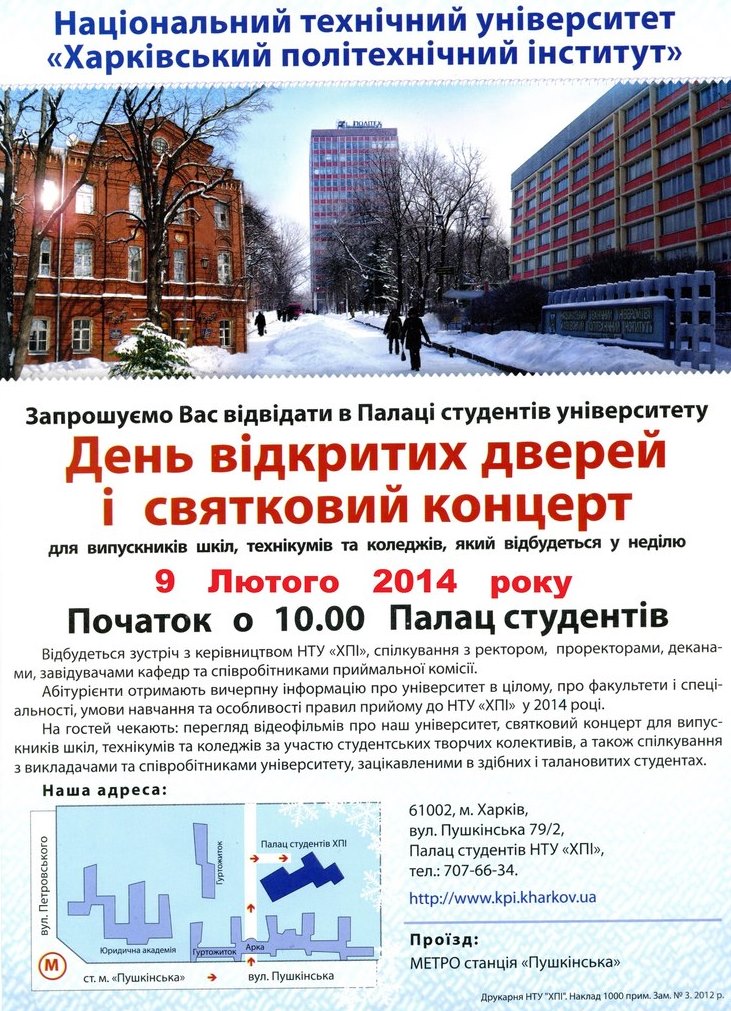 Національний технічний університет
«Харківський політехнічний інститут»
ПОЛІТЕХ
НАЦІОНАЛЬНИЙ ТЕХНІЧНИЙ УНІВЕРСИТЕТ
ХАРКІВСЬКИЙ ПОЛІТЕХНІЧНИЙ ІНСТИТУТ
Запрошуємо Вас відвідати в Палаці студентів університету
День відкритих дверей
і святковий концерт
для випускників шкіл, технікумів та коледжів, який відбудеться у неділю
9 Лютого 2014 року
Початок о 10.00 Палац студентів
Відбудеться зустріч з керівництвом НТУ «ХПІ», спілкування з ректором, проректорами, декана-
ми, завідувачами кафедр та співробітниками приймальної комісії.
Абітурієнти отримають вичерпну інформацію про університет в цілому, про факультети і спеці-
альності, умови навчання та особливості правил прийому до НТУ «ХПІ» у 2014 році.
На гостей чекають: перегляд відеофільмів про наш університет, святковий концерт для випус-
кників шкіл, технікумів та коледжів за участю студентських творчих колективів, а також спілкування
з викладачами та співробітниками університету, зацікавленими в здібних і талановитих студентах.
Наша адреса:
вул. Петровського
Гуртожиток
Палац студентів ХПІ
Юридична академія
Гуртожиток
Арка
М
ст. м. «Пушкінська»
вул. Пушкінська
61002, м. Харків,
вул. Пушкінська 79/2,
Палац студентів НТУ «ХПІ»,
тел.: 707-66-34.
http://www.kpi.kharkov.ua
Проїзд:
МЕТРО станція «Пушкінська»
Друкарня НТУ "ХПІ". Наклад 1000 прим. Зам. № 3. 2012 р.